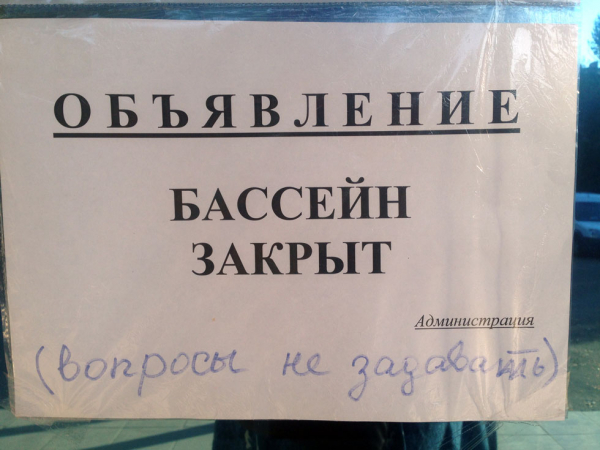 ОБЪЯВЛЕНИЕ
БАССЕЙН
ЗАКРЫТ
Администрация
(вопросы не задавать)